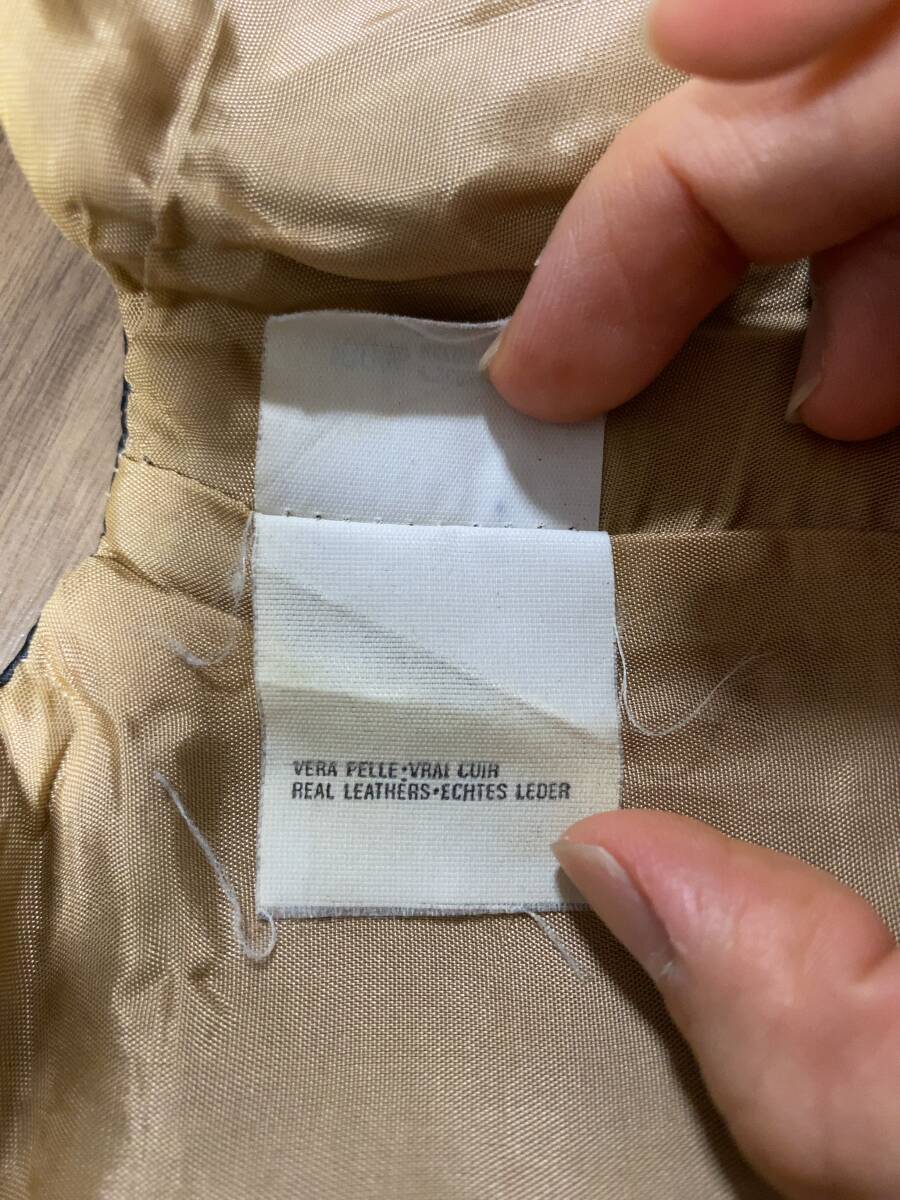 VERA PELLE·VRAI CUIR
REAL LEATHERS·ECHTES LEDER